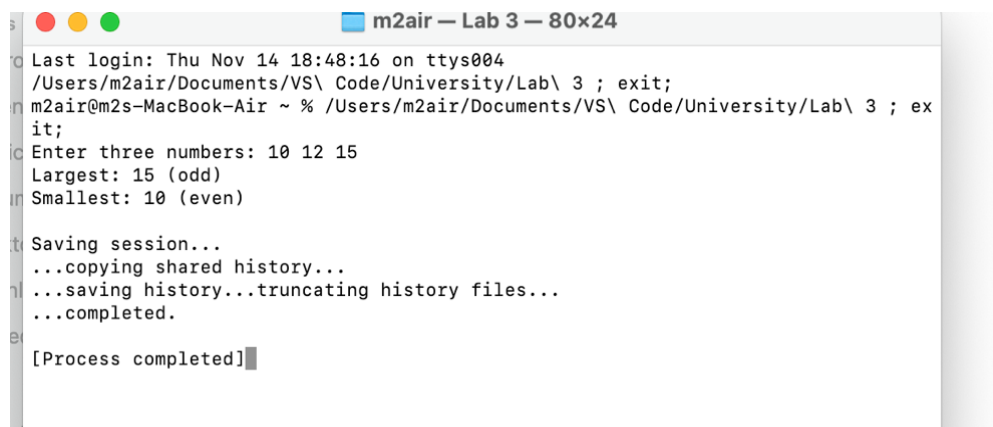 m2air — Lab 3 — 80×24
Last login: Thu Nov 14 18:48:16 on ttys004
/Users/m2air/Documents/VS\ Code/University/Lab\ 3 ; exit;
m2air@m2s-MacBook-Air ~ % /Users/m2air/Documents/VS\ Code/University/Lab\ 3 ; ex
it;
Enter three numbers: 10 12 15
Largest: 15 (odd)
Smallest: 10 (even)
Saving session...
...copying shared history...
...saving history...truncating history files...
...completed.
[Process completed]